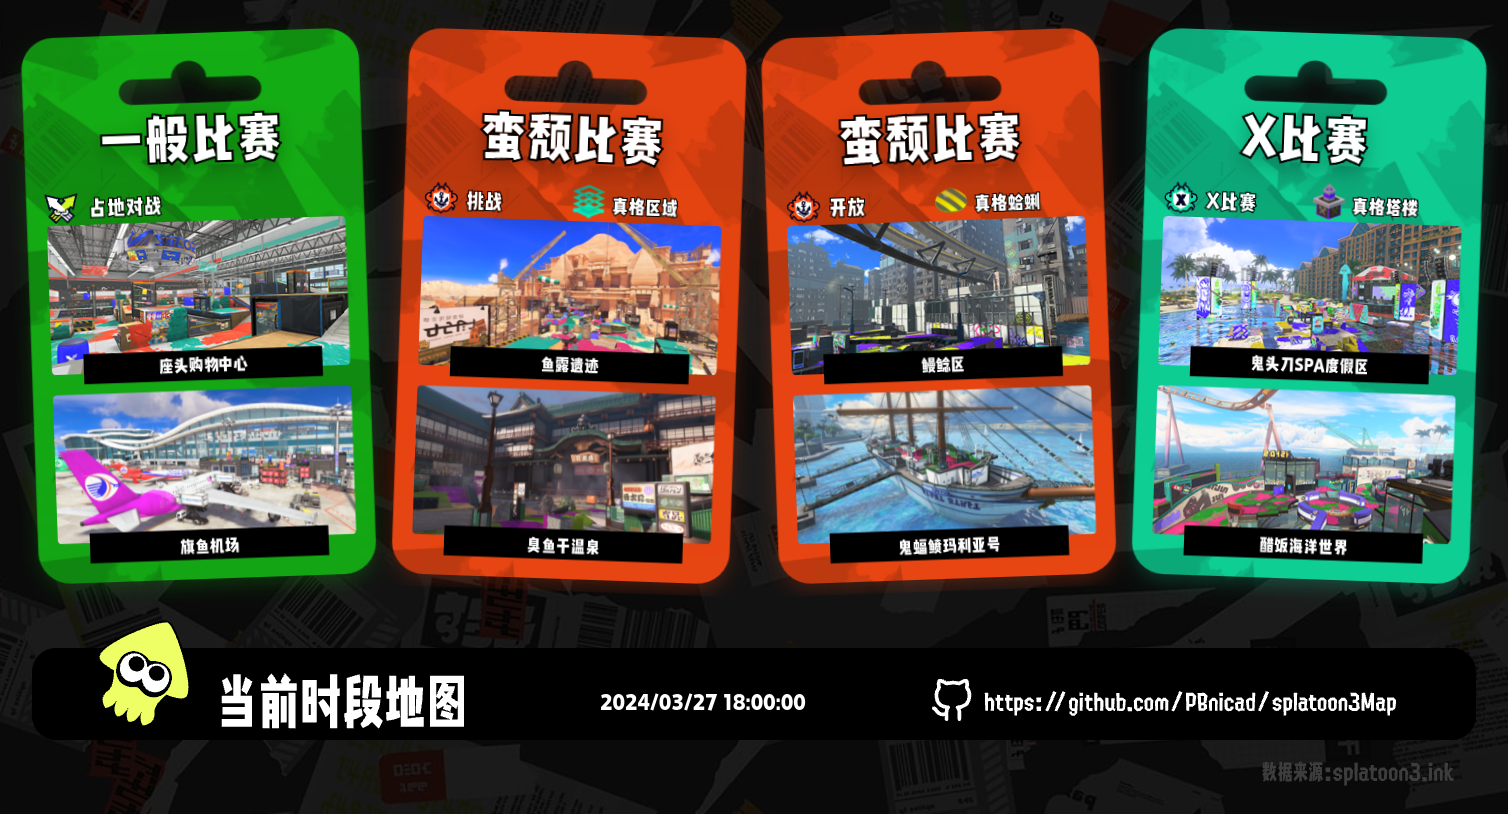 一般比赛
占地对战
座头购物中心
旗鱼机场
蛮颓比赛
挑战
真格区域
鱼露遗迹
臭鱼干温泉
蛮颓比赛
开放
真格蛤蜊
鳗鲶区
鬼蝠鲼玛利亚号
X比赛
X比赛
真格塔楼
鬼头刀SPA度假区
醋饭海洋世界
当前时段地图
2024/03/27 18:00:00
https://github.com/PBnicad/splatoon3Map
数据来源:splatoon3.ink